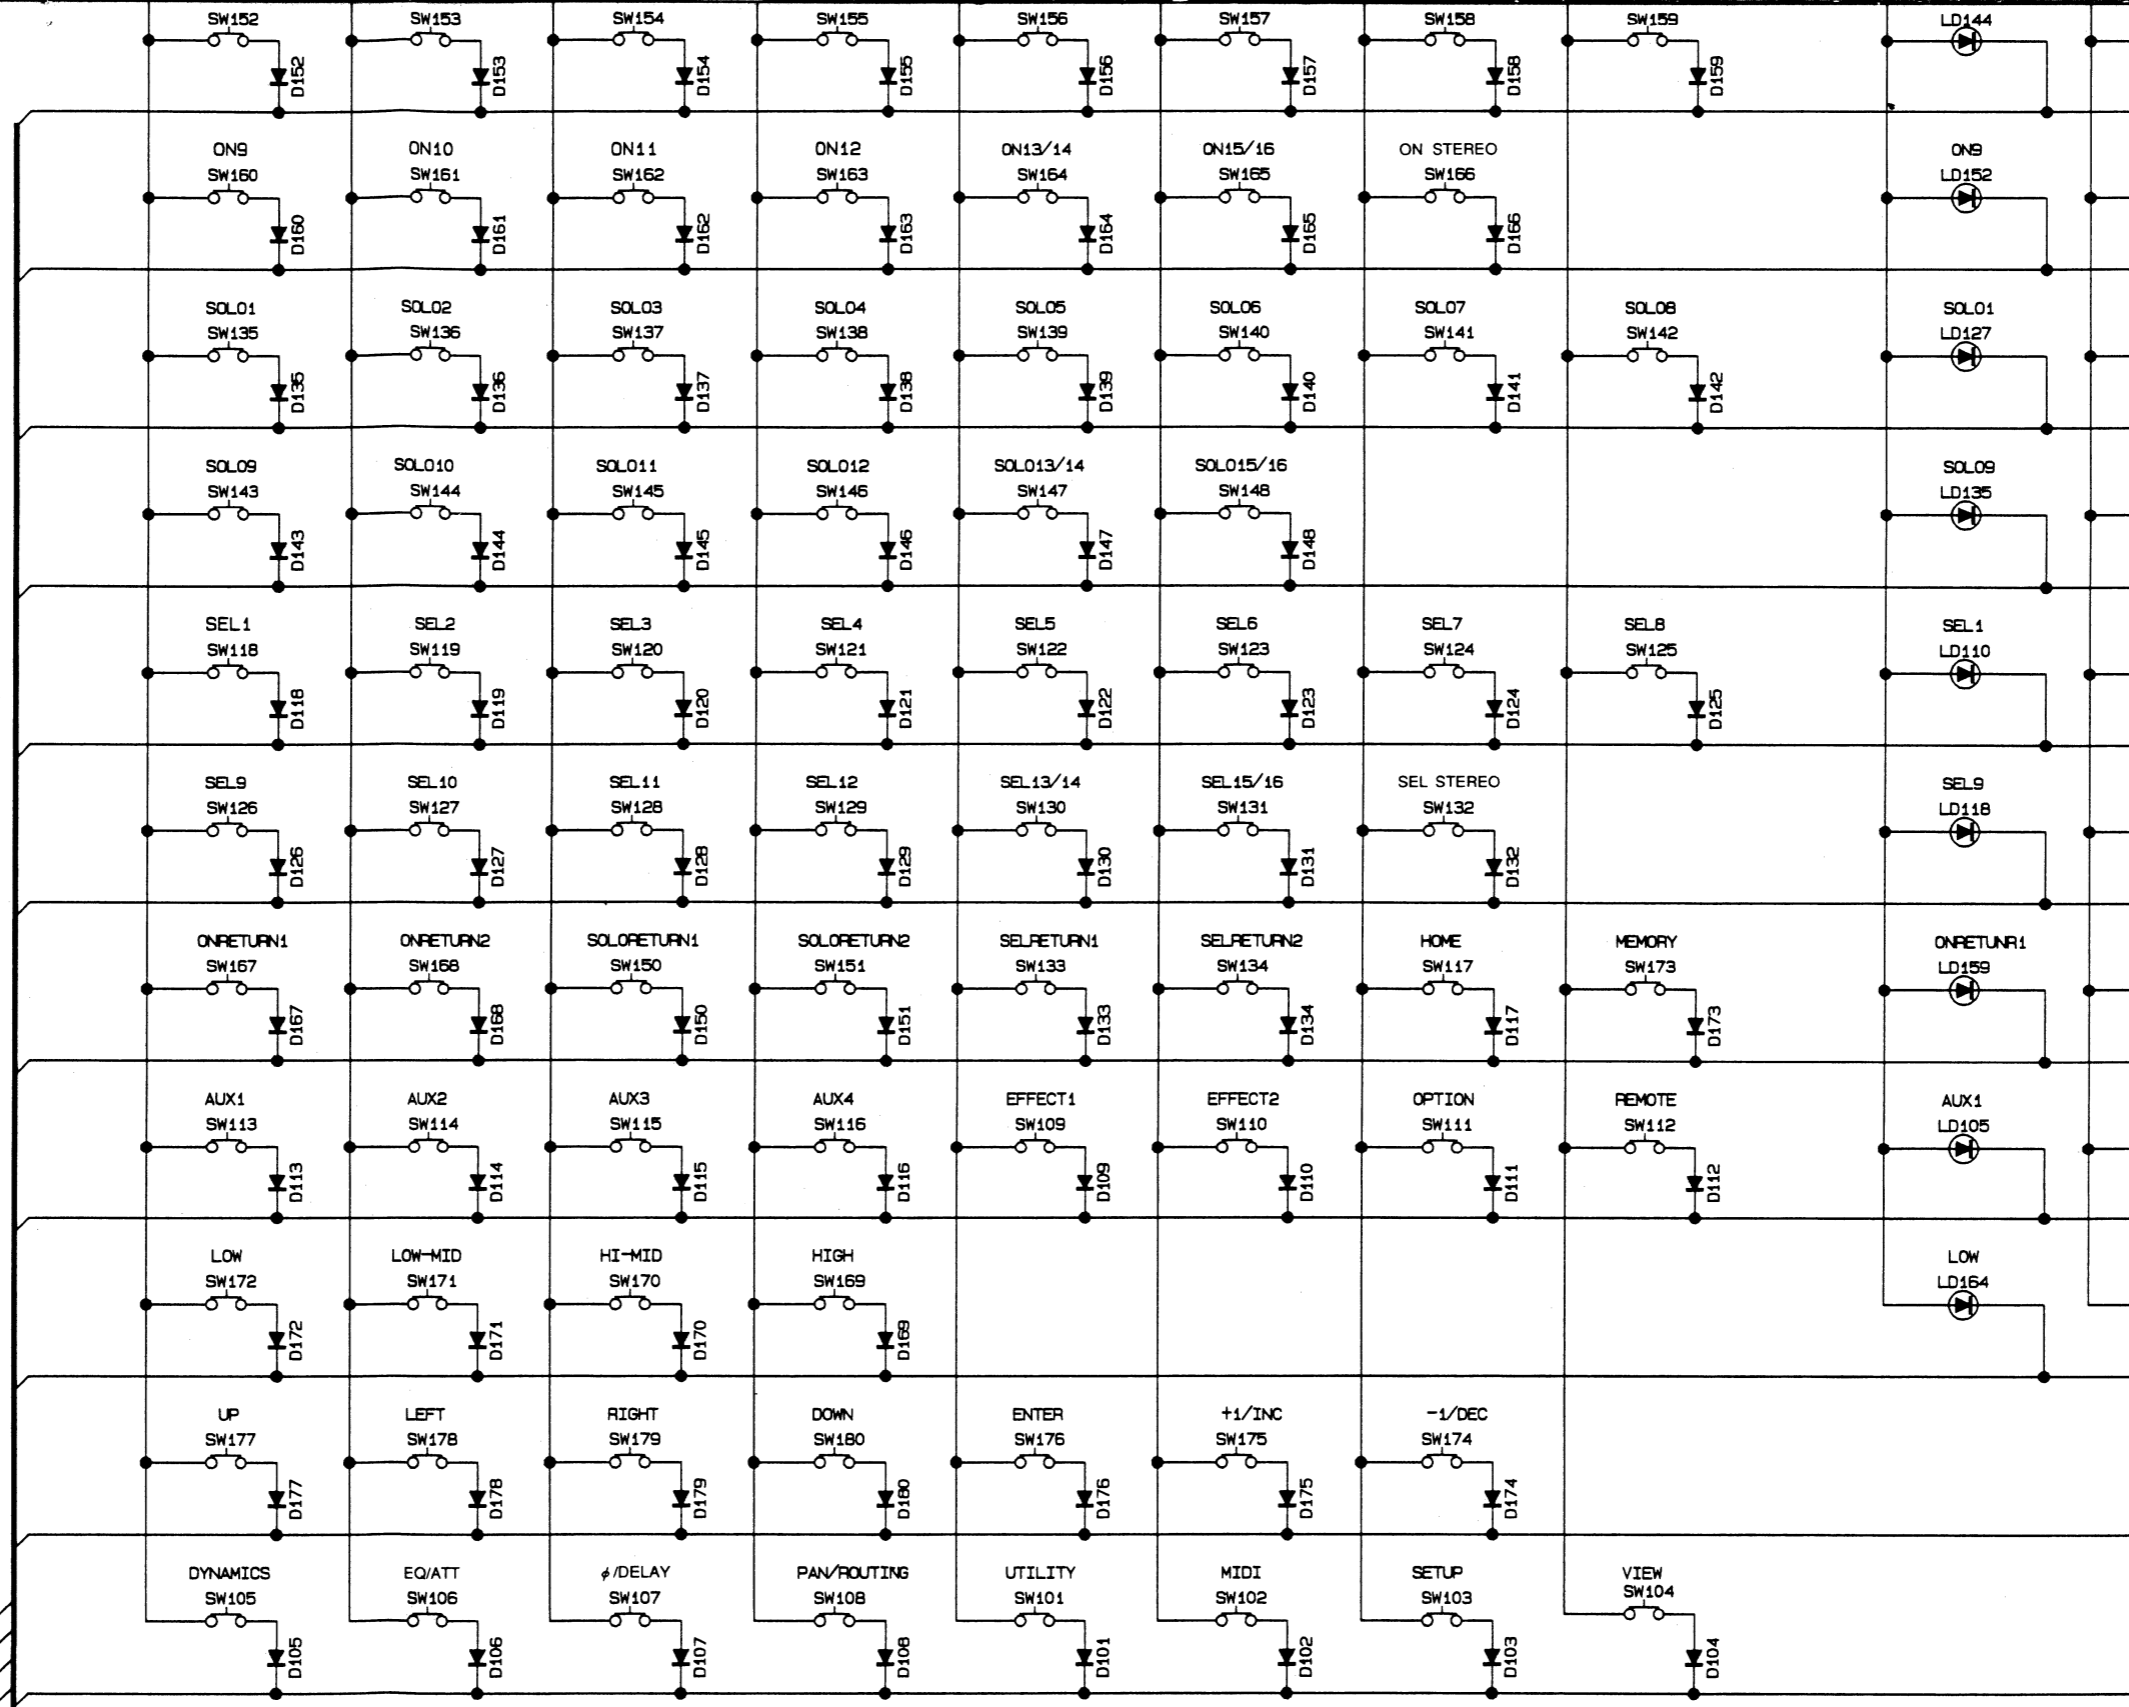 SW152 SW153 SW154 SW155 SW156 SW157 SW158 SW159 LD144
D152 D153 D154 D155 D156 D157 D158 D159
ON9 ON10 ON11 ON12 ON13/14 ON15/16 ON STEREO ON9
SW160 SW161 SW162 SW163 SW164 SW165 SW166 LD152
D160 D161 D162 D163 D164 D165 D166
SOLO1 SOLO2 SOLO3 SOLO4 SOLO5 SOLO6 SOLO7 SOLO8 SOLO1
SW135 SW136 SW137 SW138 SW139 SW140 SW141 SW142 LD127
D135 D136 D137 D138 D139 D140 D141 D142
SOLO9 SOLO10 SOLO11 SOLO12 SOLO13/14 SOLO15/16 SOLO9
SW143 SW144 SW145 SW146 SW147 SW148 LD135
D143 D144 D145 D146 D147 D148
SEL1 SEL2 SEL3 SEL4 SEL5 SEL6 SEL7 SEL8 SEL1
SW118 SW119 SW120 SW121 SW122 SW123 SW124 SW125 LD110
D118 D119 D120 D121 D122 D123 D124 D125
SEL9 SEL10 SEL11 SEL12 SEL13/14 SEL15/16 SEL STEREO SEL9
SW126 SW127 SW128 SW129 SW130 SW131 SW132 LD118
D126 D127 D128 D129 D130 D131 D132
ONRETURN1 ONRETURN2 SOLORETURN1 SOLORETURN2 SELRETURN1 SELRETURN2 HOME MEMORY ONRETUNR1
SW167 SW168 SW150 SW151 SW133 SW134 SW117 SW173 LD159
D167 D168 D150 D151 D133 D134 D117 D173
AUX1 AUX2 AUX3 AUX4 EFFECT1 EFFECT2 OPTION REMOTE AUX1
SW113 SW114 SW115 SW116 SW109 SW110 SW111 SW112 LD105
D113 D114 D115 D116 D109 D110 D111 D112
LOW LOW-MID HI-MID HIGH LOW
SW172 SW171 SW170 SW169 LD164
D172 D171 D170 D169
UP LEFT RIGHT DOWN ENTER +1/INC -1/DEC
SW177 SW178 SW179 SW180 SW176 SW175 SW174
D177 D178 D179 D180 D176 D175 D174
DYNAMICS EQ/ATT ϕ/DELAY PAN/ROUTING UTILITY MIDI SETUP VIEW
SW105 SW106 SW107 SW108 SW101 SW102 SW103 SW104
D105 D106 D107 D108 D101 D102 D103 D104